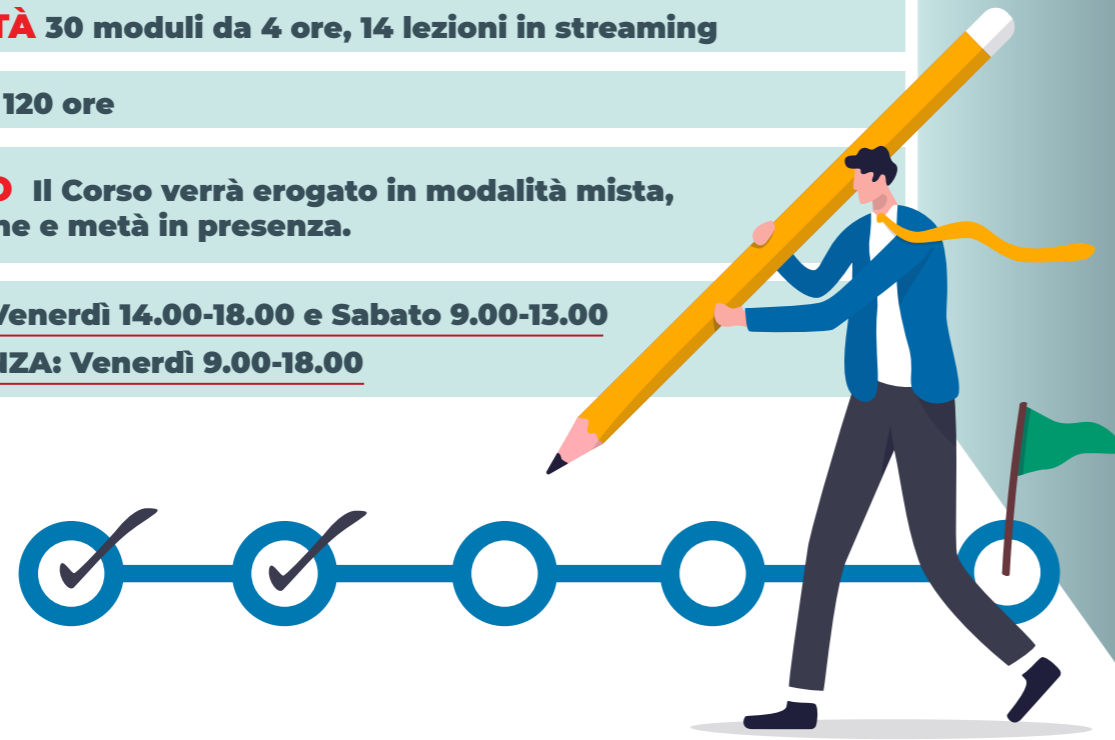 TÀ 30 moduli da 4 ore, 14 lezioni in streaming
120 ore
O Il Corso verrà erogato in modalità mista,
ne e metà in presenza.
Venerdì 14.00-18.00 e Sabato 9.00-13.00
NZA: Venerdì 9.00-18.00